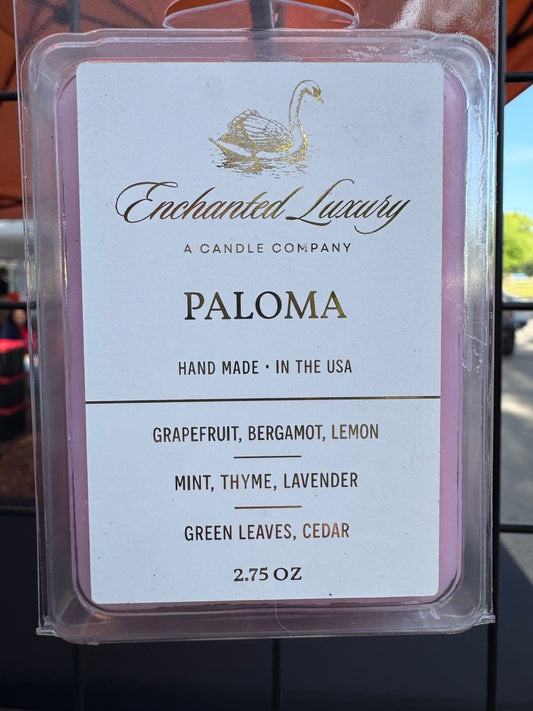 Enchanted Luxury
A CANDLE COMPANY
PALOMA
HAND MADE • IN THE USA
GRAPEFRUIT, BERGAMOT, LEMON
MINT, THYME, LAVENDER
GREEN LEAVES, CEDAR
2.75 OZ